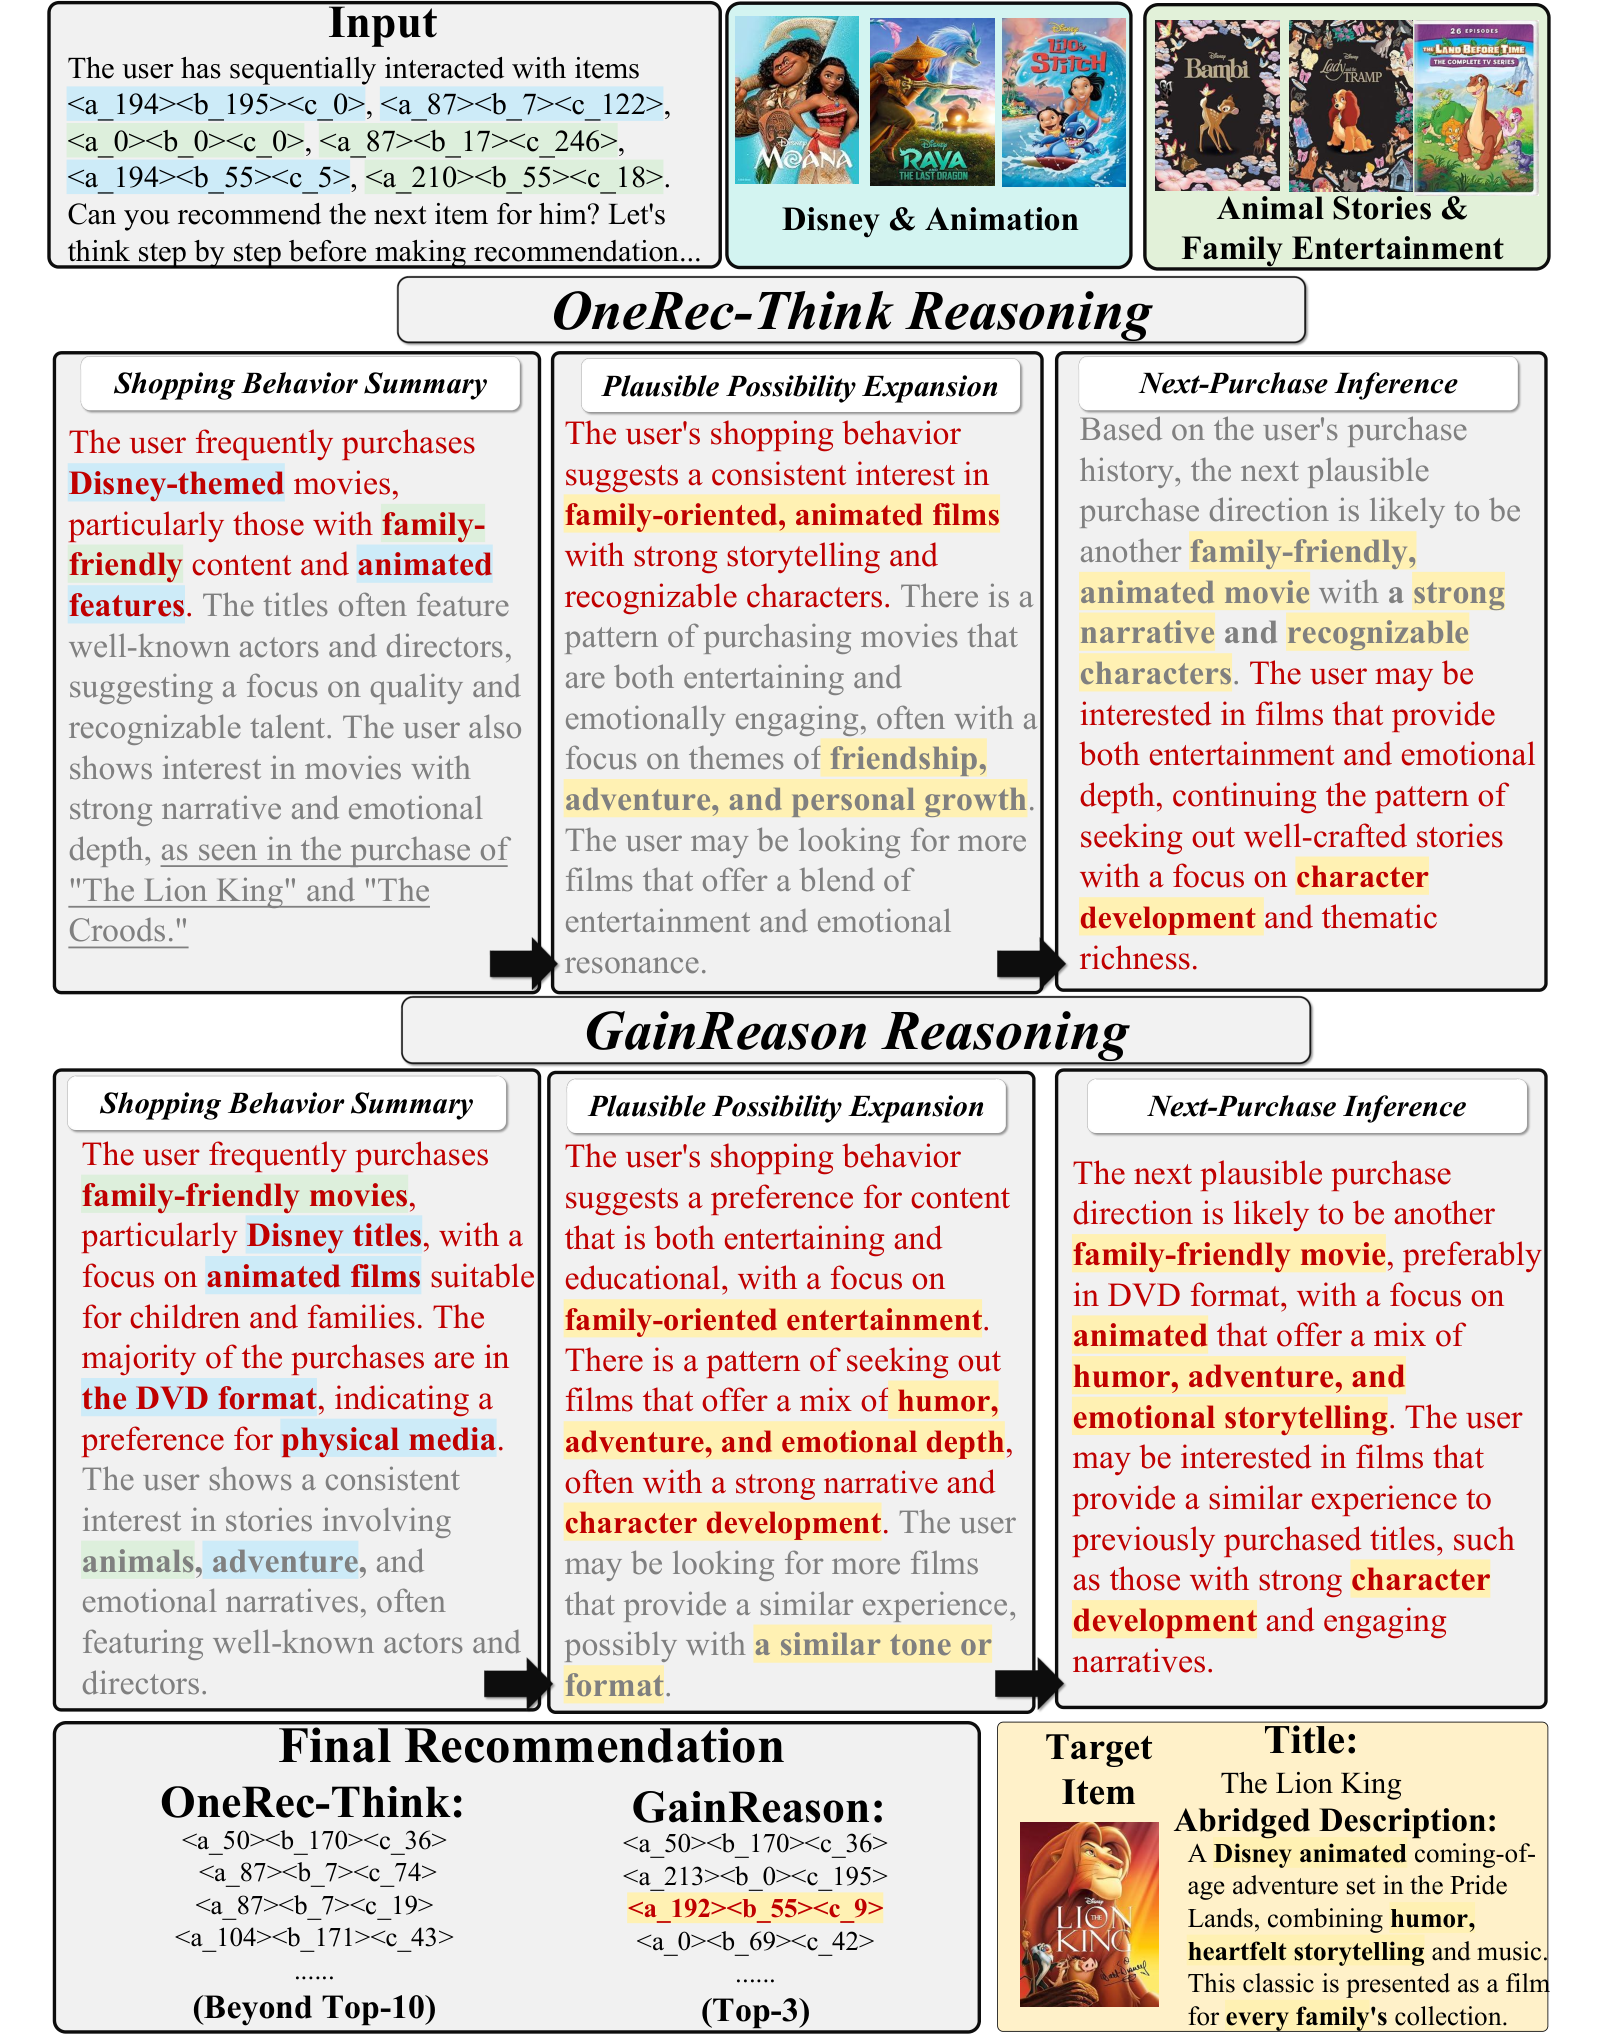 Input
The user has sequentially interacted with items
<a_194><b_195><c_0>, <a_87><b_7><c_122>,
<a_0><b_0><c_0>, <a_87><b_17><c_246>,
<a_194><b_55><c_5>, <a_210><b_55><c_18>.
Can you recommend the next item for him? Let's
think step by step before making recommendation...
Disney
MOANA
Disney
RAYA
AND
THE LAST DRAGON
Disney
LILO &
STITCH
Disney & Animation
Disney
Bambi
Disney
Lady and the
TRAMP
26 EPISODES
THE LAND BEFORE TIME
THE COMPLETE TV SERIES
Animal Stories &
Family Entertainment
OneRec-Think Reasoning
Shopping Behavior Summary
The user frequently purchases
Disney-themed movies,
particularly those with family-
friendly content and animated
features. The titles often feature
well-known actors and directors,
suggesting a focus on quality and
recognizable talent. The user also
shows interest in movies with
strong narrative and emotional
depth, as seen in the purchase of
"The Lion King" and "The
Croods."
Plausible Possibility Expansion
The user's shopping behavior
suggests a consistent interest in
family-oriented, animated films
with strong storytelling and
recognizable characters. There is a
pattern of purchasing movies that
are both entertaining and
emotionally engaging, often with a
focus on themes of friendship,
adventure, and personal growth.
The user may be looking for more
films that offer a blend of
entertainment and emotional
resonance.
Next-Purchase Inference
Based on the user's purchase
history, the next plausible
purchase direction is likely to be
another family-friendly,
animated movie with a strong
narrative and recognizable
characters. The user may be
interested in films that provide
both entertainment and emotional
depth, continuing the pattern of
seeking out well-crafted stories
with a focus on character
development and thematic
richness.
GainReason Reasoning
Shopping Behavior Summary
The user frequently purchases
family-friendly movies,
particularly Disney titles, with a
focus on animated films suitable
for children and families. The
majority of the purchases are in
the DVD format, indicating a
preference for physical media.
The user shows a consistent
interest in stories involving
animals, adventure, and
emotional narratives, often
featuring well-known actors and
directors.
Plausible Possibility Expansion
The user's shopping behavior
suggests a preference for content
that is both entertaining and
educational, with a focus on
family-oriented entertainment.
There is a pattern of seeking out
films that offer a mix of humor,
adventure, and emotional depth,
often with a strong narrative and
character development. The user
may be looking for more films
that provide a similar experience,
possibly with a similar tone or
format.
Next-Purchase Inference
The next plausible purchase
direction is likely to be another
family-friendly movie, preferably
in DVD format, with a focus on
animated that offer a mix of
humor, adventure, and
emotional storytelling. The user
may be interested in films that
provide a similar experience to
previously purchased titles, such
as those with strong character
development and engaging
narratives.
Final Recommendation
OneRec-Think:
<a_50><b_170><c_36>
<a_87><b_7><c_74>
<a_87><b_7><c_19>
<a_104><b_171><c_43>
......
(Beyond Top-10)
GainReason:
<a_50><b_170><c_36>
<a_213><b_0><c_195>
<a_192><b_55><c_9>
<a_0><b_69><c_42>
......
(Top-3)
Target
Item
Disney
THE
LION
KING
Walt Disney
Title:
The Lion King
Abridged Description:
A Disney animated coming-of-
age adventure set in the Pride
Lands, combining humor,
heartfelt storytelling and music.
This classic is presented as a film
for every family's collection.